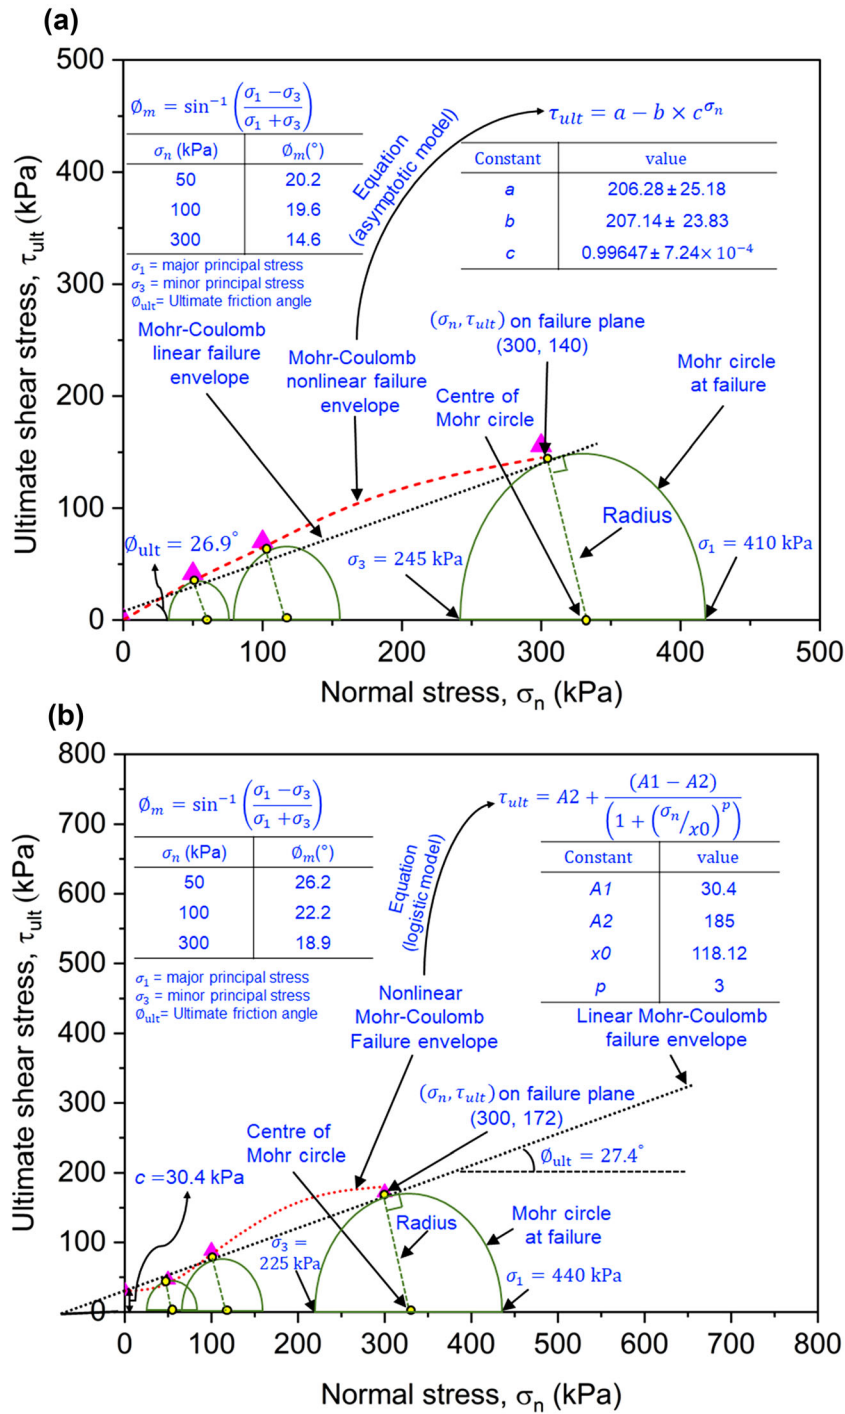 (a)
500
400
300
200
100
0
0 100 200 300 400 500
Ultimate shear stress, τult (kPa)
Normal stress, σn (kPa)
Øm = sin−1 (σ1 −σ3 / σ1 +σ3)
σn (kPa) Øm(°)
50 20.2
100 19.6
300 14.6
σ1 = major principal stress
σ3 = minor principal stress
Øult= Ultimate friction angle
Equation
(asymptotic model)
τult = a − b × c^σn
Constant value
a 206.28 ± 25.18
b 207.14 ± 23.83
c 0.99647 ± 7.24× 10−4
Mohr-Coulomb
linear failure
envelope
Mohr-Coulomb
nonlinear failure
envelope
(σn, τult) on failure plane
(300, 140)
Centre of
Mohr circle
Mohr circle
at failure
Radius
Øult = 26.9°
σ3 = 245 kPa
σ1 = 410 kPa
(b)
800
700
600
500
400
300
200
100
0
0 100 200 300 400 500 600 700 800
Ultimate shear stress, τult (kPa)
Normal stress, σn (kPa)
Øm = sin−1 (σ1 −σ3 / σ1 +σ3)
σn (kPa) Øm(°)
50 26.2
100 22.2
300 18.9
σ1 = major principal stress
σ3 = minor principal stress
Øult= Ultimate friction angle
Equation
(logistic model)
τult = A2 + (A1 − A2) / (1 + (σn/x0)^p)
Constant value
A1 30.4
A2 185
x0 118.12
p 3
Nonlinear
Mohr-Coulomb
Failure envelope
Linear Mohr-Coulomb
failure envelope
(σn, τult) on failure plane
(300, 172)
Centre of
Mohr circle
Øult = 27.4°
c=30.4 kPa
Radius
Mohr circle
at failure
σ3 =
225 kPa
σ1 = 440 kPa